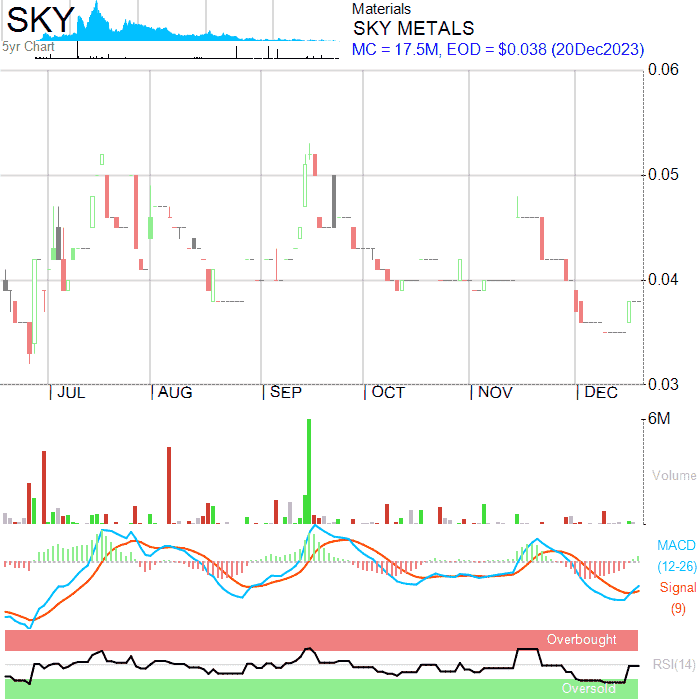 SKY
5yr Chart
Materials
SKY METALS
MC = 17.5M, EOD = $0.038 (20Dec2023)
0.06
0.05
0.04
0.03
JUL AUG SEP OCT NOV DEC
6M
Volume
MACD
(12-26)
Signal
(9)
Overbought
RSI(14)
Oversold